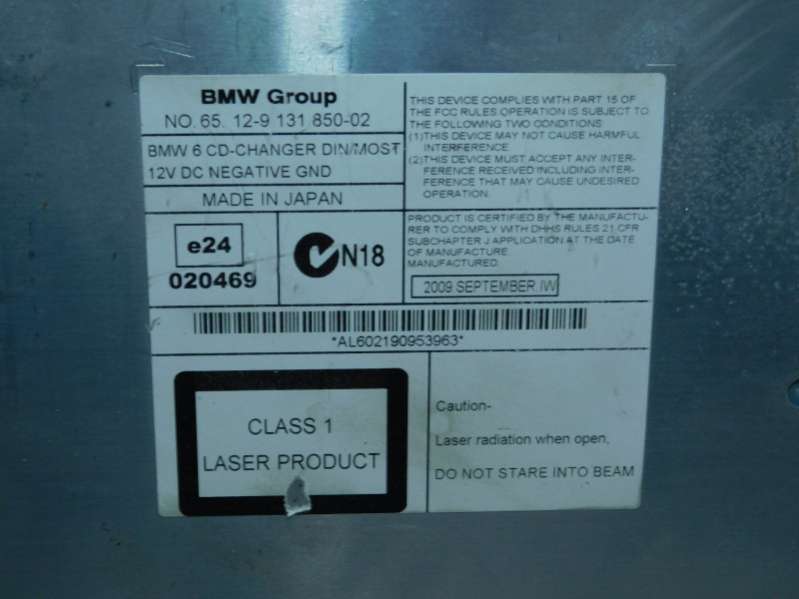 BMW Group
NO. 65. 12-9 131 850-02
BMW 6 CD-CHANGER DIN/MOST
12V DC NEGATIVE GND
MADE IN JAPAN
e24
020469
N18
THIS DEVICE COMPLIES WITH PART 15 OF
THE FCC RULES OPERATION IS SUBJECT TO
THE FOLLOWING TWO CONDITIONS
(1)THIS DEVICE MAY NOT CAUSE HARMFUL
INTERFERENCE
(2)THIS DEVICE MUST ACCEPT ANY INTER-
FERENCE RECEIVED INCLUDING INTER-
FERENCE THAT MAY CAUSE UNDESIRED
OPERATION.
PRODUCT IS CERTIFIED BY THE MANUFACTU-
RER TO COMPLY WITH DHHS RULES 21 CFR
SUBCHAPTER J APPLICATION AT THE DATE
OF MANUFACTURE
MANUFACTURED.
2009 SEPTEMBER IW
*AL602190953963*
CLASS 1
LASER PRODUCT
Caution-
Laser radiation when open,
DO NOT STARE INTO BEAM